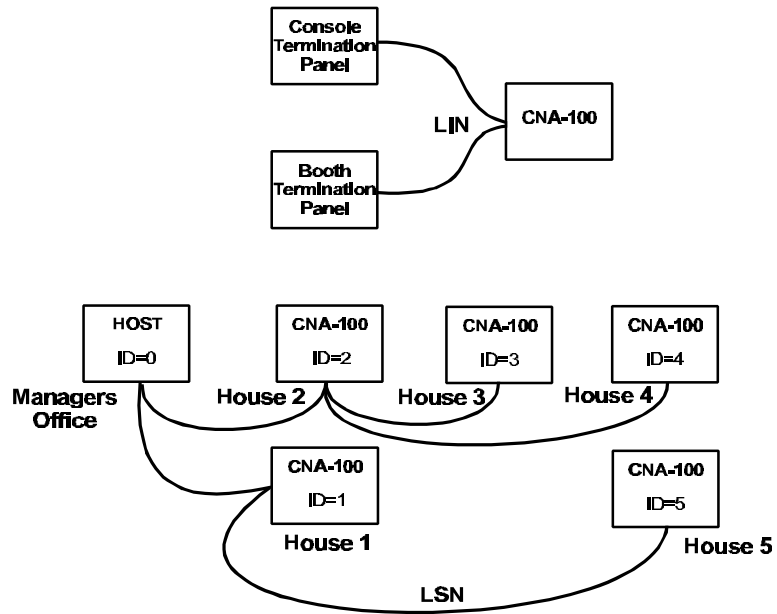 Console
Termination
Panel
CNA-100
LIN
Booth
Termination
Panel
HOST
ID=0
CNA-100
ID=2
CNA-100
ID=3
CNA-100
ID=4
Managers
Office
House 2
House 3
House 4
CNA-100
ID=1
CNA-100
ID=5
House 1
House 5
LSN